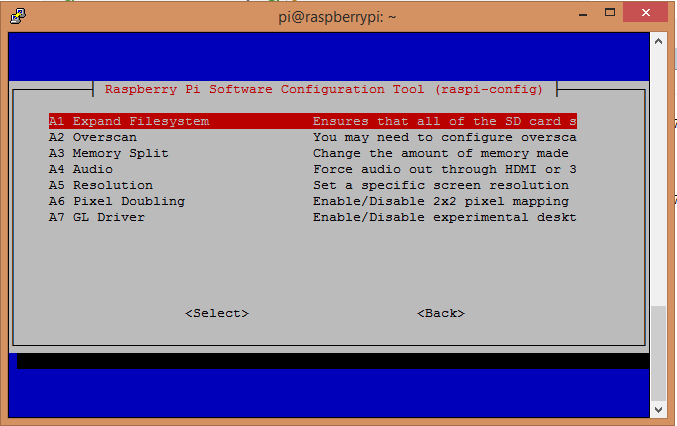 pi@raspberrypi: ~
Raspberry Pi Software Configuration Tool (raspi-config)
A1 Expand Filesystem Ensures that all of the SD card s
A2 Overscan You may need to configure oversca
A3 Memory Split Change the amount of memory made
A4 Audio Force audio out through HDMI or 3
A5 Resolution Set a specific screen resolution
A6 Pixel Doubling Enable/Disable 2x2 pixel mapping
A7 GL Driver Enable/Disable experimental deskt
<Select> <Back>